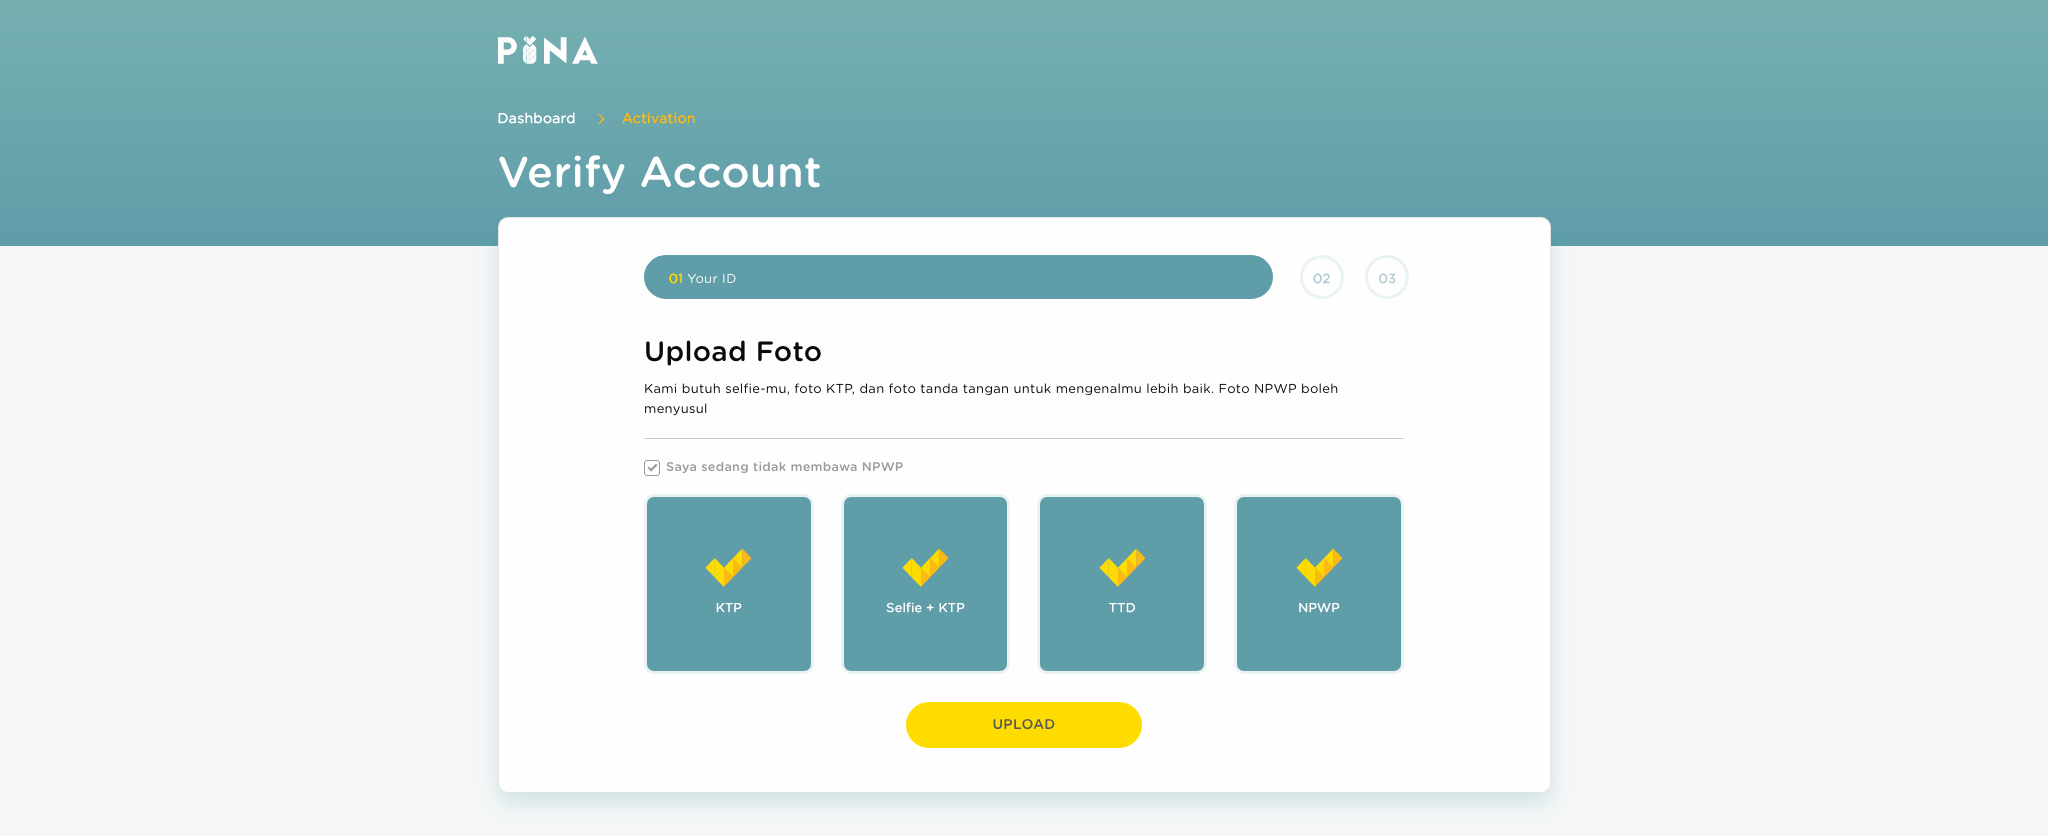 PINA
Dashboard > Activation
Verify Account
01 Your ID
02
03
Upload Foto
Kami butuh selfie-mu, foto KTP, dan foto tanda tangan untuk mengenalmu lebih baik. Foto NPWP boleh
menyusul
Saya sedang tidak membawa NPWP
KTP
Selfie + KTP
TTD
NPWP
UPLOAD